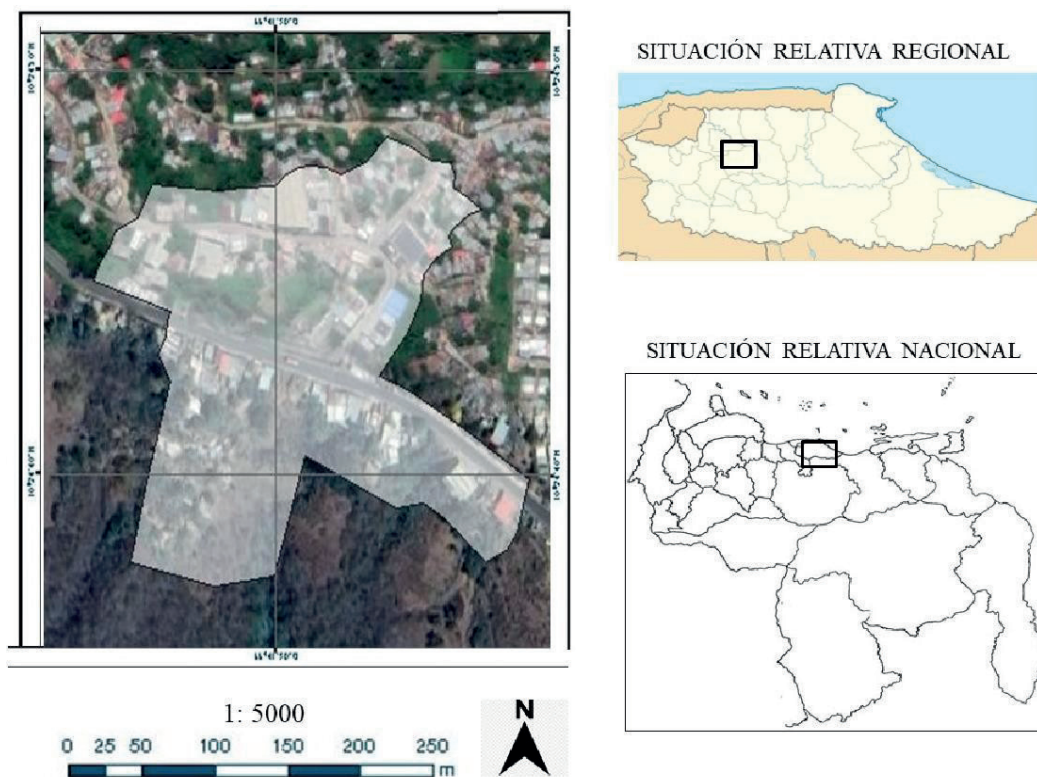 SITUACIÓN RELATIVA REGIONAL
SITUACIÓN RELATIVA NACIONAL
1: 5000
N
0 25 50 100 150 200 250
m